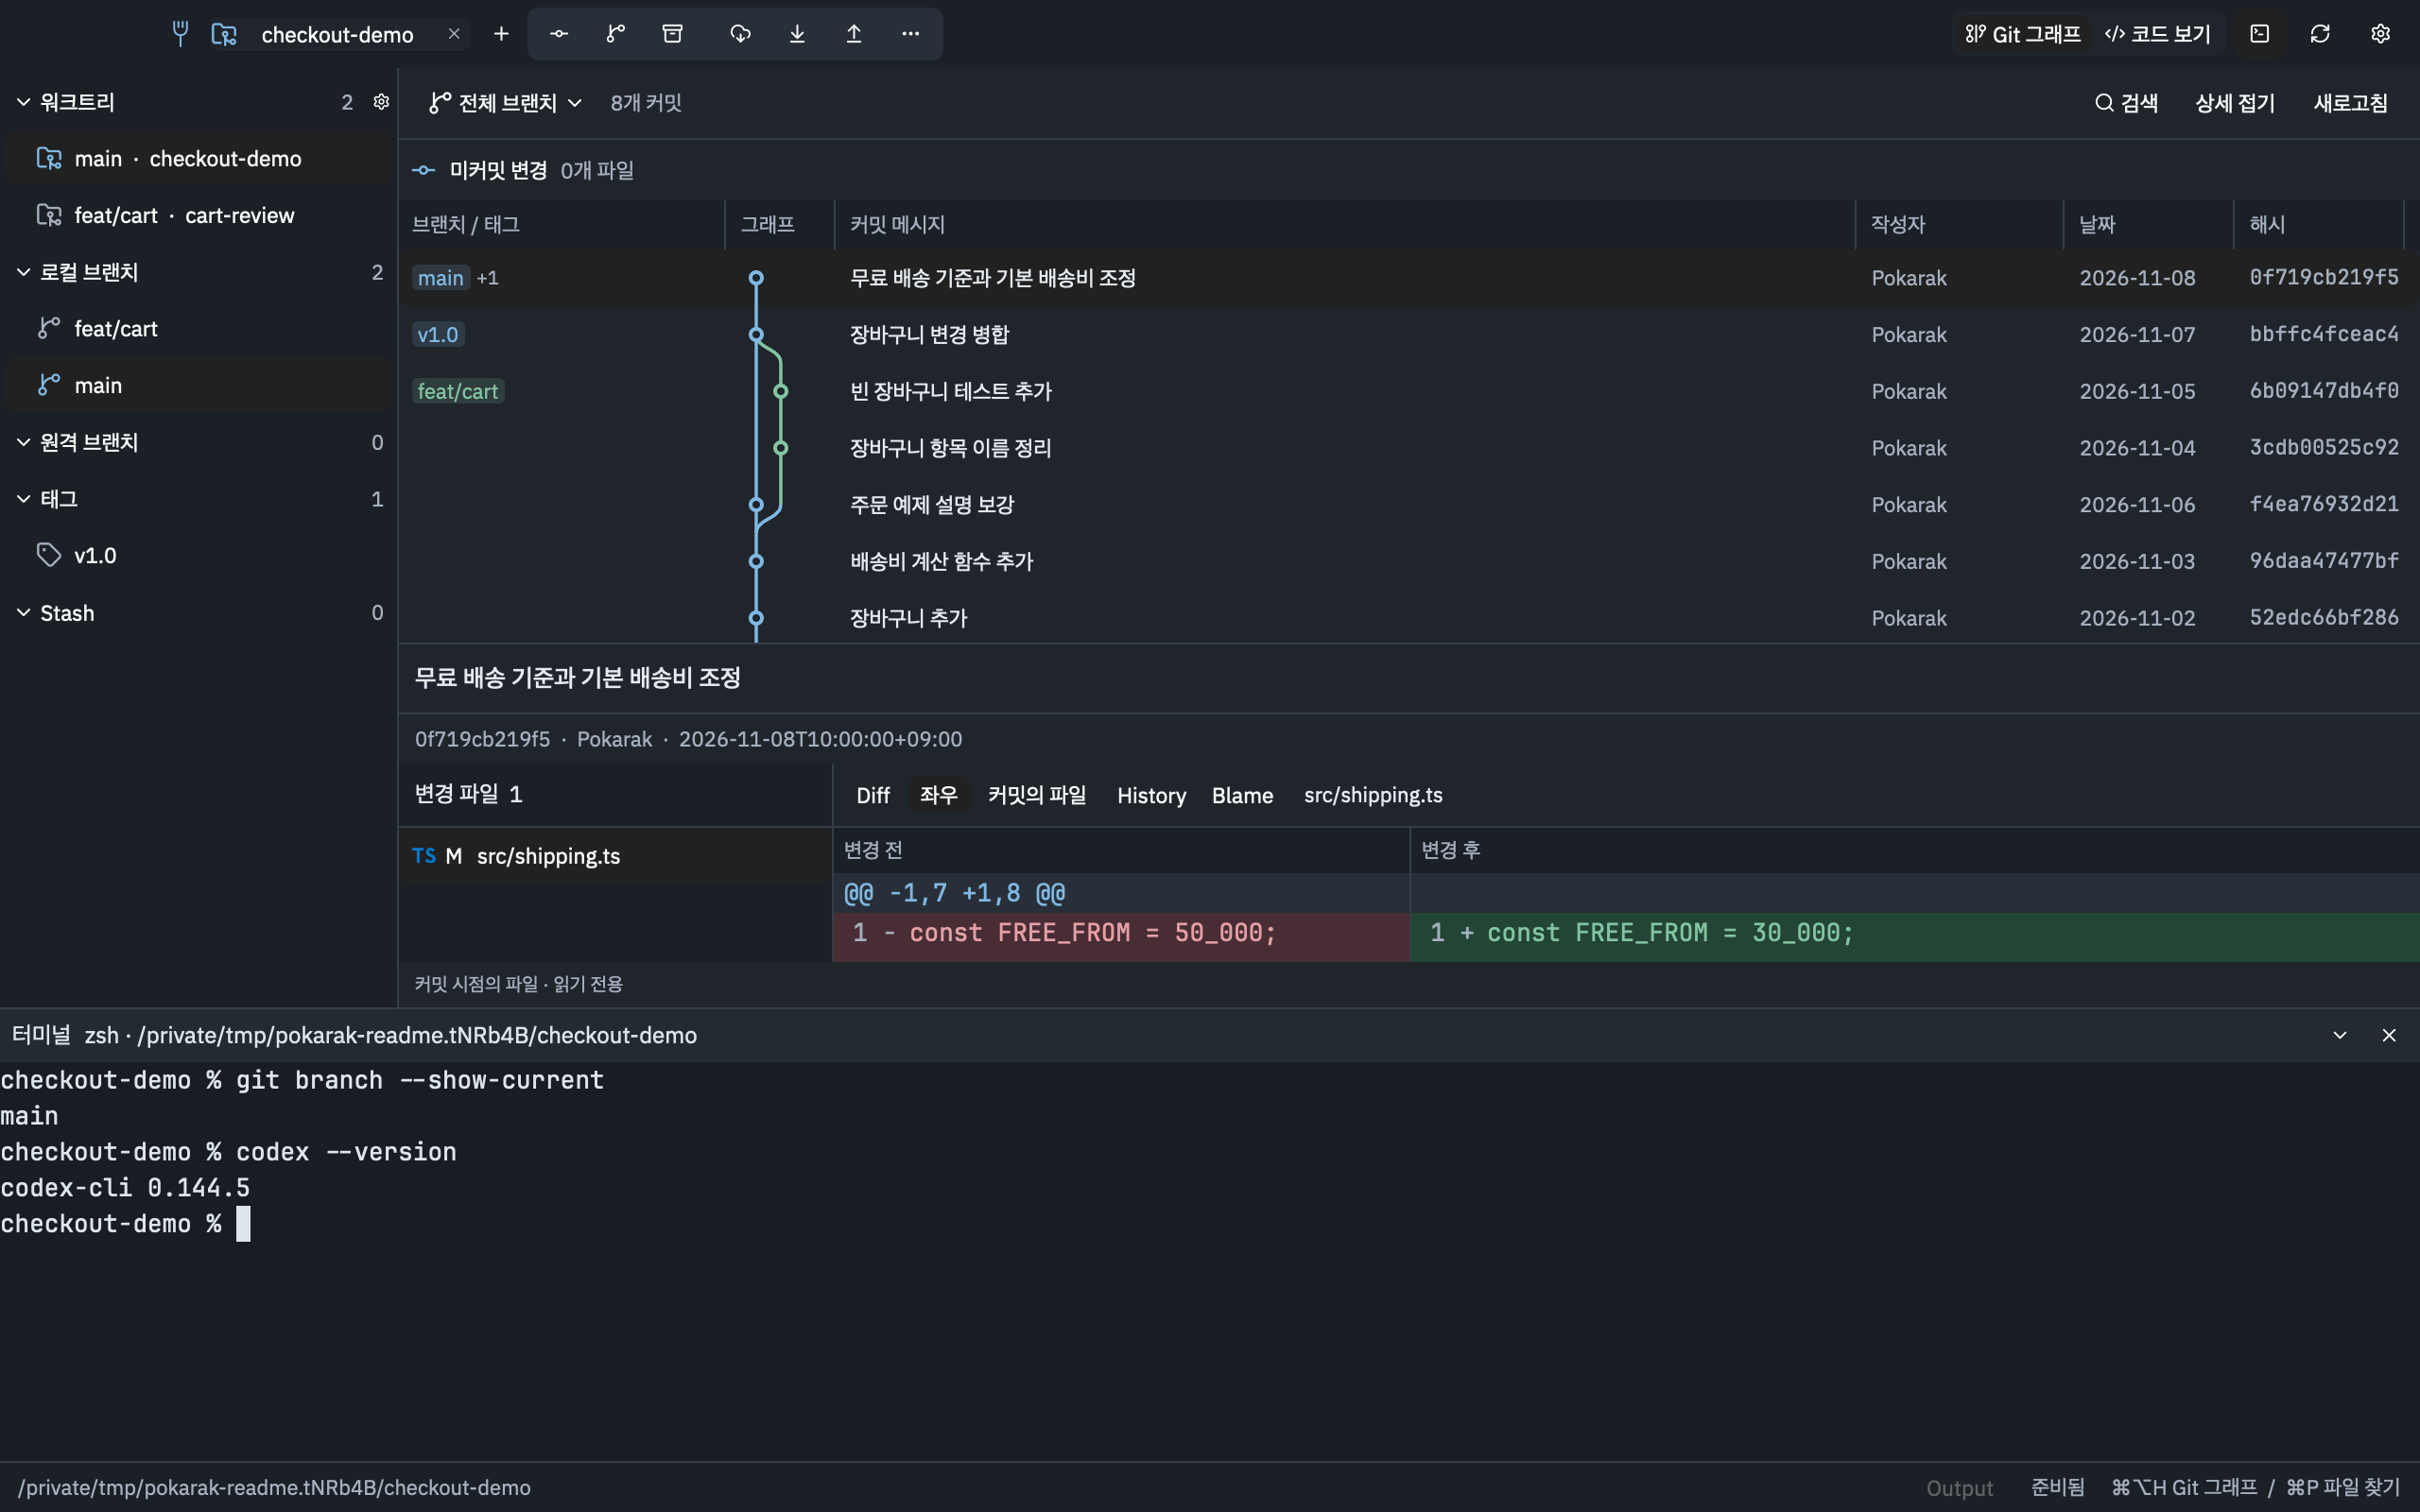 checkout-demo
Git 그래프 </> 코드 보기
워크트리 2
main · checkout-demo
feat/cart · cart-review
로컬 브랜치 2
feat/cart
main
원격 브랜치 0
태그 1
v1.0
Stash 0
전체 브랜치 8개 커밋 검색 상세 접기 새로고침
미커밋 변경 0개 파일
브랜치 / 태그 그래프 커밋 메시지 작성자 날짜 해시
main +1 무료 배송 기준과 기본 배송비 조정 Pokarak 2026-11-08 0f719cb219f5
v1.0 장바구니 변경 병합 Pokarak 2026-11-07 bbffc4fceac4
feat/cart 빈 장바구니 테스트 추가 Pokarak 2026-11-05 6b09147db4f0
장바구니 항목 이름 정리 Pokarak 2026-11-04 3cdb00525c92
주문 예제 설명 보강 Pokarak 2026-11-06 f4ea76932d21
배송비 계산 함수 추가 Pokarak 2026-11-03 96daa47477bf
장바구니 추가 Pokarak 2026-11-02 52edc66bf286
무료 배송 기준과 기본 배송비 조정
0f719cb219f5 · Pokarak · 2026-11-08T10:00:00+09:00
변경 파일 1
Diff 좌우 커밋의 파일 History Blame src/shipping.ts
TS M src/shipping.ts
변경 전 변경 후
@@ -1,7 +1,8 @@
1 - const FREE_FROM = 50_000; 1 + const FREE_FROM = 30_000;
커밋 시점의 파일 · 읽기 전용
터미널 zsh · /private/tmp/pokarak-readme.tNRb4B/checkout-demo
checkout-demo % git branch --show-current
main
checkout-demo % codex --version
codex-cli 0.144.5
checkout-demo %
/private/tmp/pokarak-readme.tNRb4B/checkout-demo Output 준비됨 ⌘⌥H Git 그래프 / ⌘P 파일 찾기